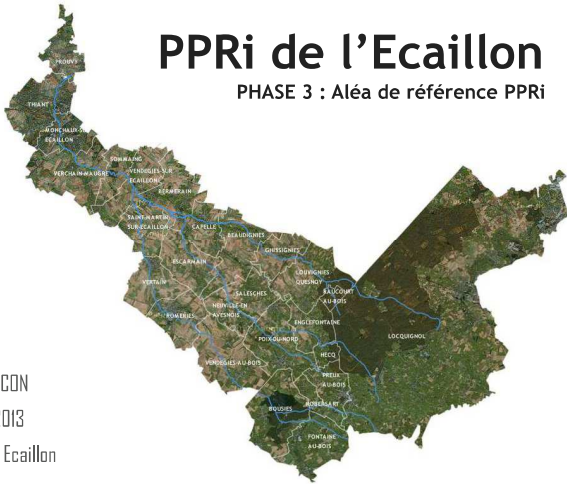 PPRi de l’Ecaillon
PHASE 3 : Aléa de référence PPRi
PROUVY
THIANT
MONCHAUX-SUR
ECAILLON
SOMMAING
VERCHAIN-MAUGRE
VENDEGIES-SUR
ECAILLON
BERMERAIN
SAINT-MARTIN
SUR-ECAILLON
CAPELLE
BEAUDIGNIES
GHISSIGNIES
ESCARMAIN
LOUVIGNIES
QUESNOY
RAUCOURT
AU-BOIS
VERTAIN
SALESCHES
NEUVILLE-EN
AVESNOIS
ROMERIES
ENGLEFONTAINE
LOCQUIGNOL
POIX-DU-NORD
HECQ
VENDEGIES-AU-BOIS
PREUX
AU-BOIS
ROBERSART
BOUSIES
FONTAINE
AU-BOIS
CON
2013
Ecaillon